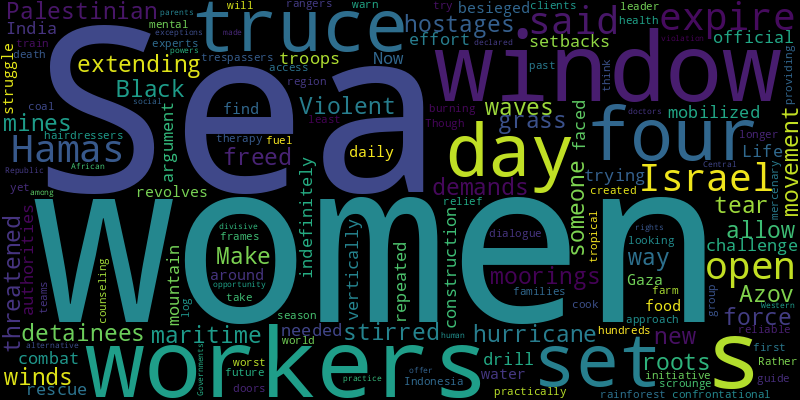 Palestinian parents truce rangers will warn try besieged clients leader expire
India mental exceptions powers made trespassers hostages said health violation official
struggle experts Now effort setbacks declared
train death extending access troops past window think providing
Sea Black region find Violent least waves burning mobilized longer
coal mines grass Though doctors
hairdressers argument therapy fuel daily day faced four Life movement
Hamas social freed trying
African revolves demands someone created Israel mercenary
Republic yet among indefinitely relief tear Central
women divisive frames Make opportunity around take vertically repeated construction dialogue way looking rights allow
threatened authorities counseling mountain season moorings tropical Gaza farm challenge
teams log families cook food approach group open
detainees maritime needed stirred hurricane hundreds new Azov Western
combat alternative worst world human drill roots force reliable
winds workers future water set initiative s first Rather
rescue Governments doors practice offer Indonesia practically scrounge rainforest confrontational guide